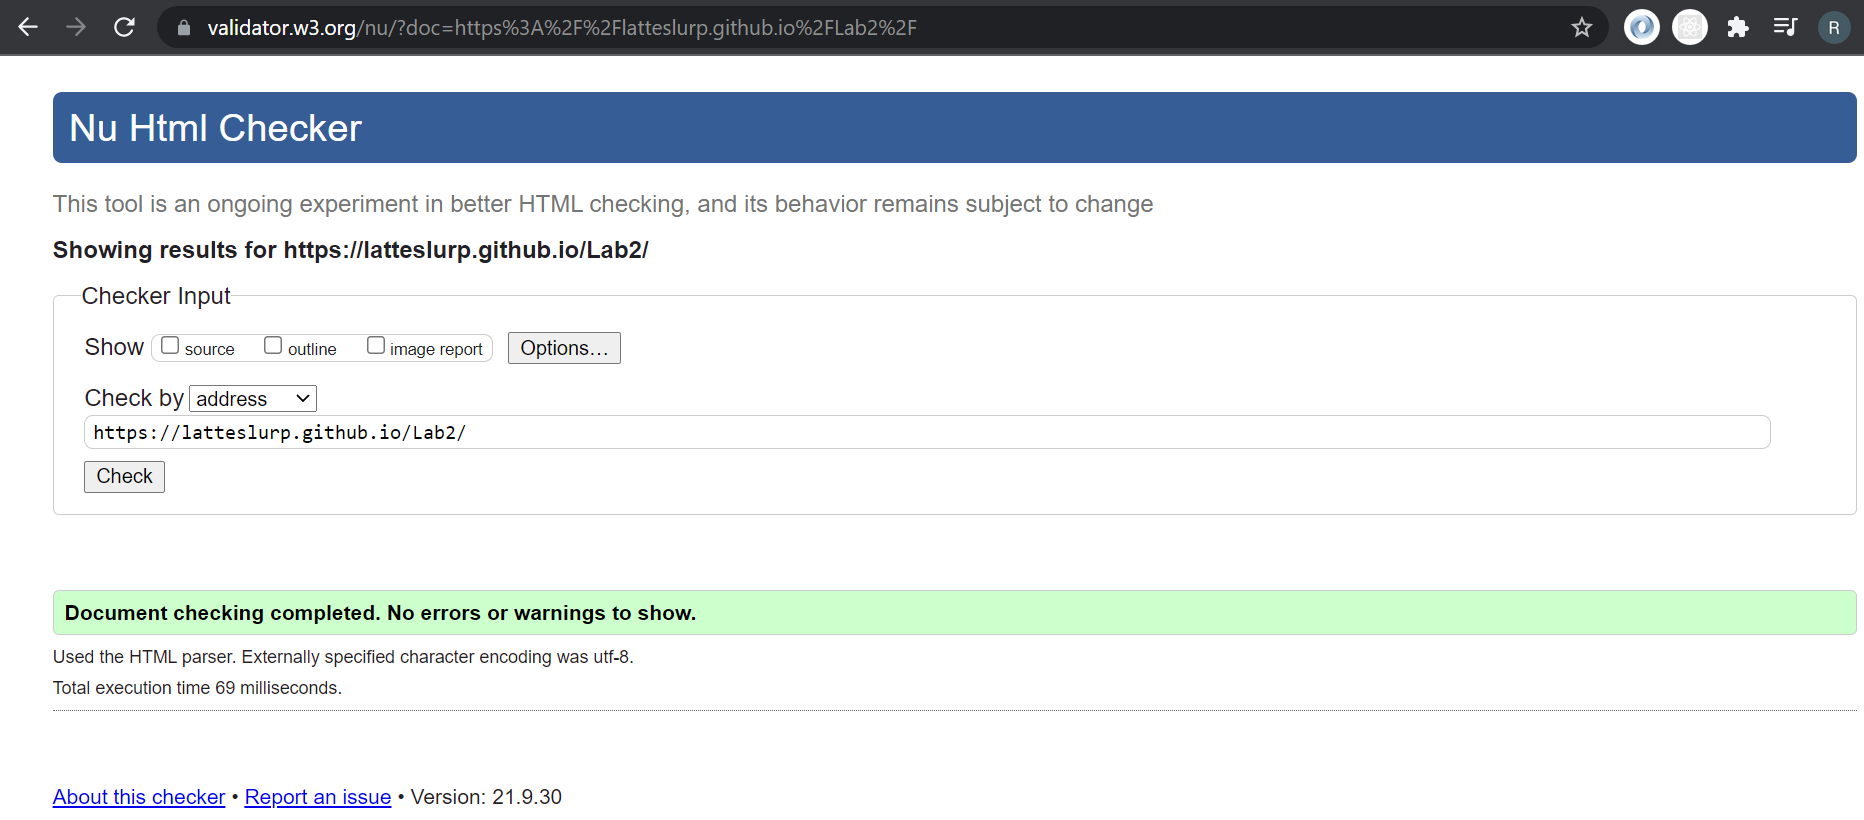 validator.w3.org/nu/?doc=https%3A%2F%2Flatteslurp.github.io%2FLab2%2F
R
Nu Html Checker
This tool is an ongoing experiment in better HTML checking, and its behavior remains subject to change
Showing results for https://latteslurp.github.io/Lab2/
Checker Input
Show source outline image report Options...
Check by address
https://latteslurp.github.io/Lab2/
Check
Document checking completed. No errors or warnings to show.
Used the HTML parser. Externally specified character encoding was utf-8.
Total execution time 69 milliseconds.
About this checker • Report an issue • Version: 21.9.30